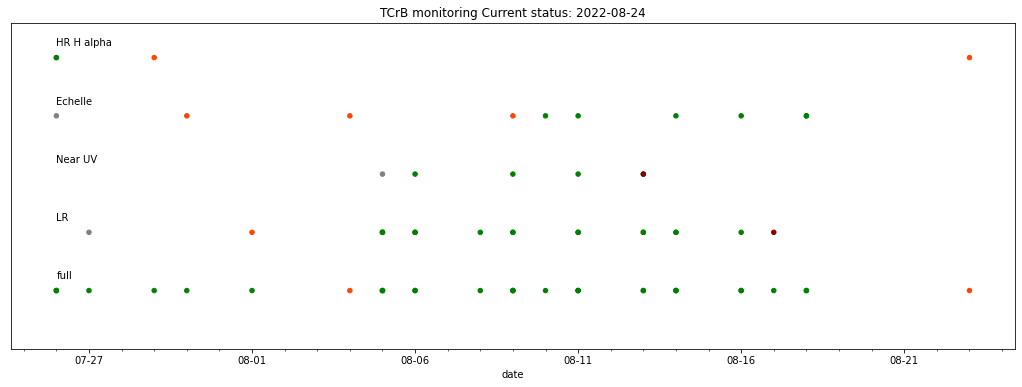 TCrB monitoring Current status: 2022-08-24
HR H alpha
Echelle
Near UV
LR
full
07-27 08-01 08-06 08-11 08-16 08-21
date